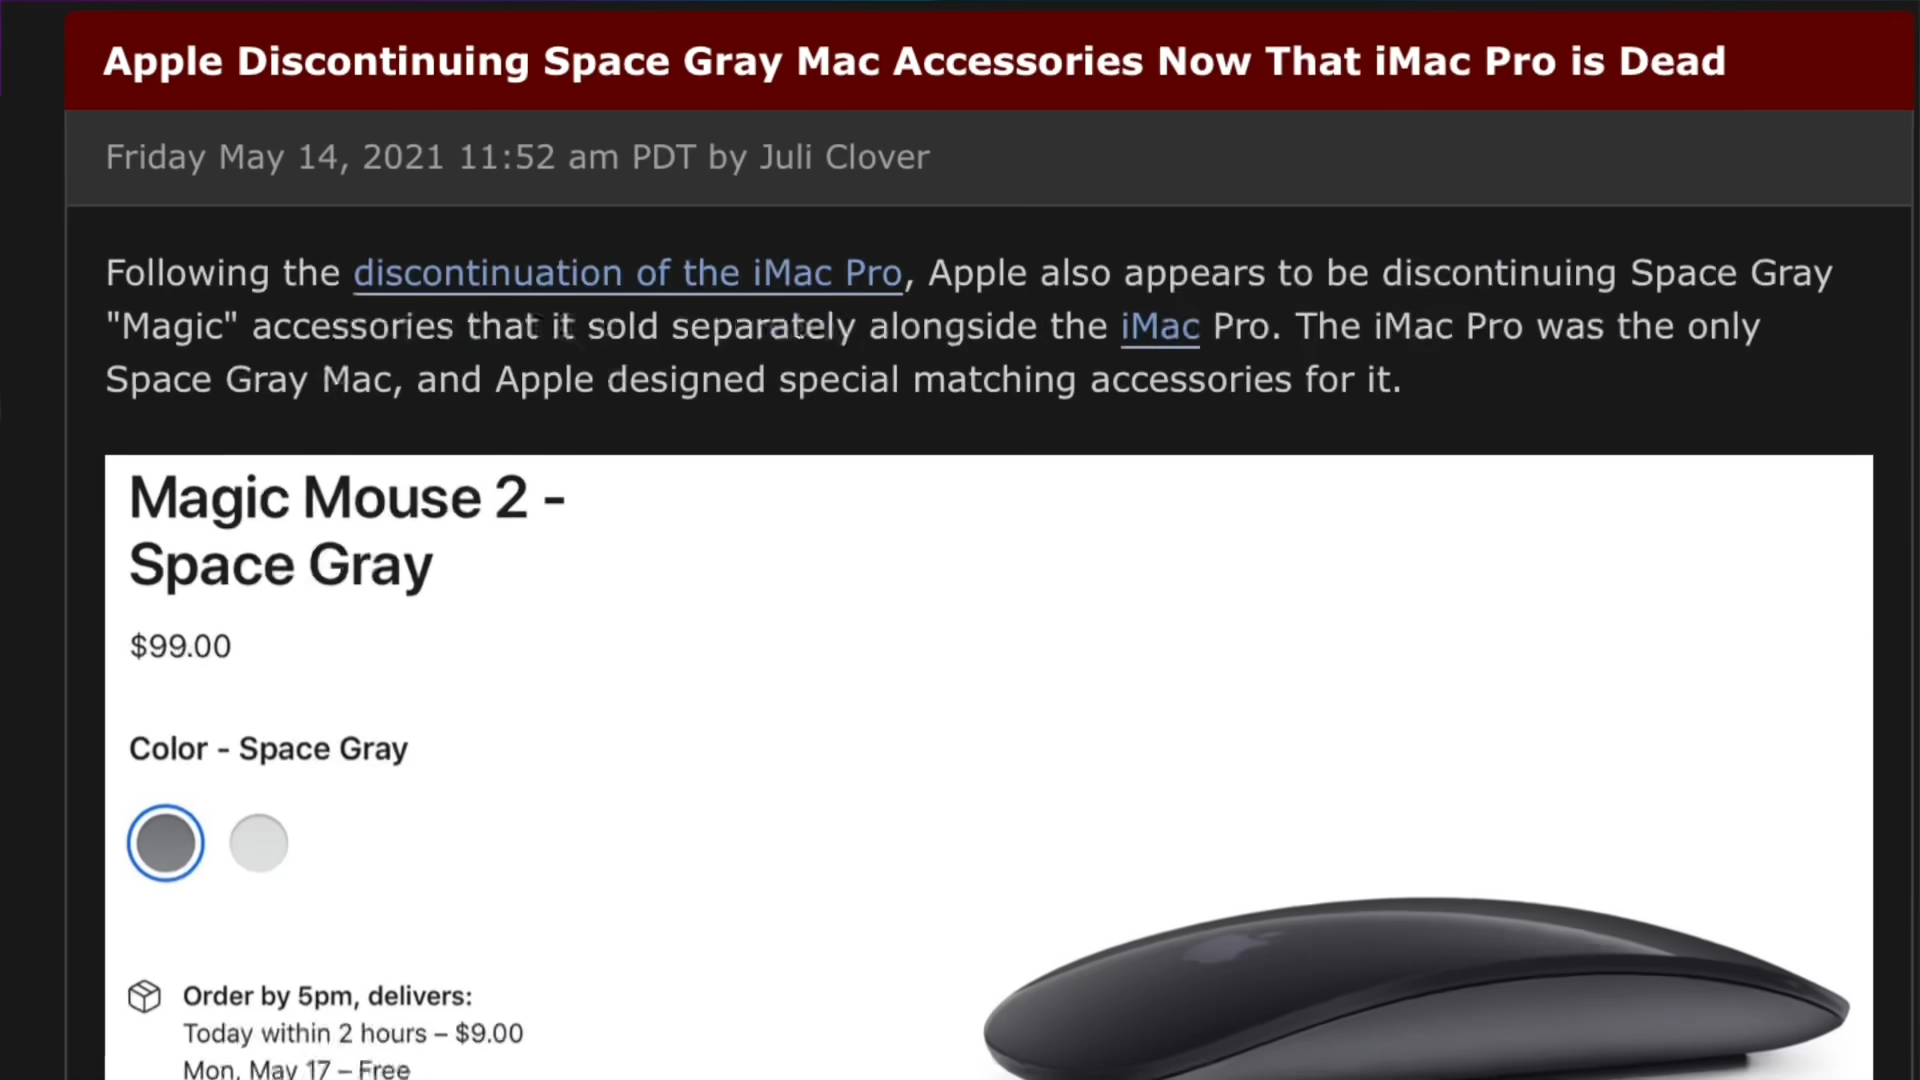 Apple Discontinuing Space Gray Mac Accessories Now That iMac Pro is Dead
Friday May 14, 2021 11:52 am PDT by Juli Clover
Following the discontinuation of the iMac Pro, Apple also appears to be discontinuing Space Gray
"Magic" accessories that it sold separately alongside the iMac Pro. The iMac Pro was the only
Space Gray Mac, and Apple designed special matching accessories for it.
Magic Mouse 2 -
Space Gray
$99.00
Color - Space Gray
Order by 5pm, delivers:
Today within 2 hours – $9.00
Mon, May 17 – Free